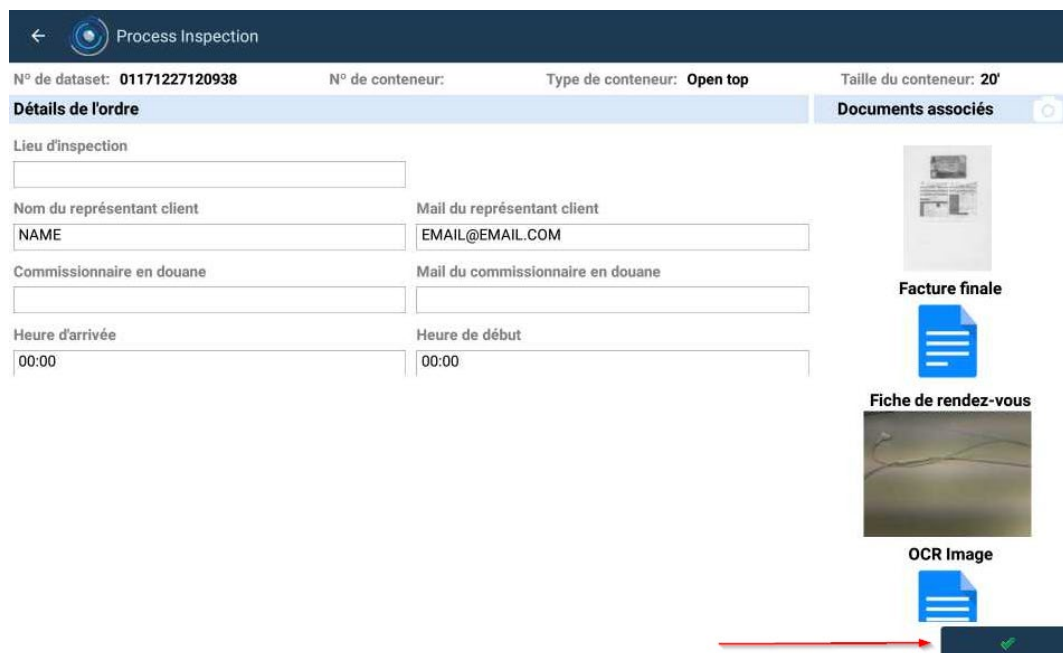 Process Inspection
Nº de dataset: 01171227120938 Nº de conteneur: Type de conteneur: Open top Taille du conteneur: 20'
Détails de l'ordre
Documents associés
Lieu d'inspection
Nom du représentant client Mail du représentant client
NAME EMAIL@EMAIL.COM
Commissionnaire en douane Mail du commissionnaire en douane
Heure d'arrivée Heure de début
00:00 00:00
Facture finale
Fiche de rendez-vous
OCR Image